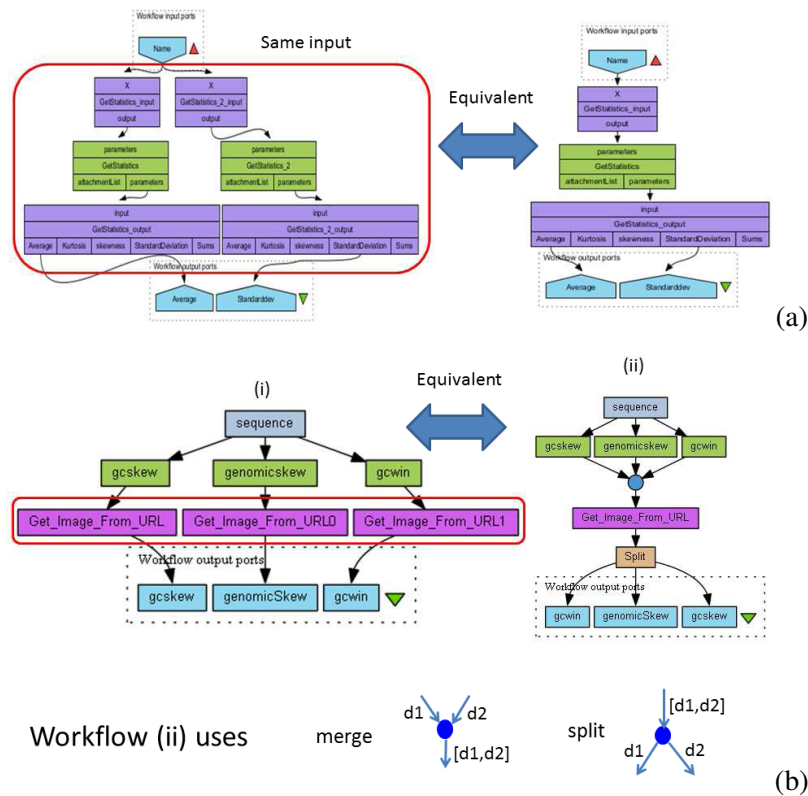 Workflow input ports
Name
Same input
X
GetStatistics_input
output
X
GetStatistics_2_input
output
parameters
GetStatistics
attachmentList parameters
parameters
GetStatistics_2
attachmentList parameters
input
GetStatistics_output
Average Kurtosis skewness StandardDeviation Sums
input
GetStatistics_2_output
Average Kurtosis skewness StandardDeviation Sums
Workflow output ports
Average Standarddev
Equivalent
Workflow input ports
Name
X
GetStatistics_input
output
parameters
GetStatistics
attachmentList parameters
input
GetStatistics_output
Average Kurtosis skewness StandardDeviation Sums
Workflow output ports
Average Standarddev
(a)
(i)
sequence
gcskew genomicskew gcwin
Get_Image_From_URL Get_Image_From_URL0 Get_Image_From_URL1
Workflow output ports
gcskew genomicSkew gcwin
Equivalent
(ii)
sequence
gcskew genomicskew gcwin
Get_Image_From_URL
Split
Workflow output ports
gcwin genomicSkew gcskew
Workflow (ii) uses
merge
d1 d2
[d1,d2]
split
[d1,d2]
d1 d2
(b)